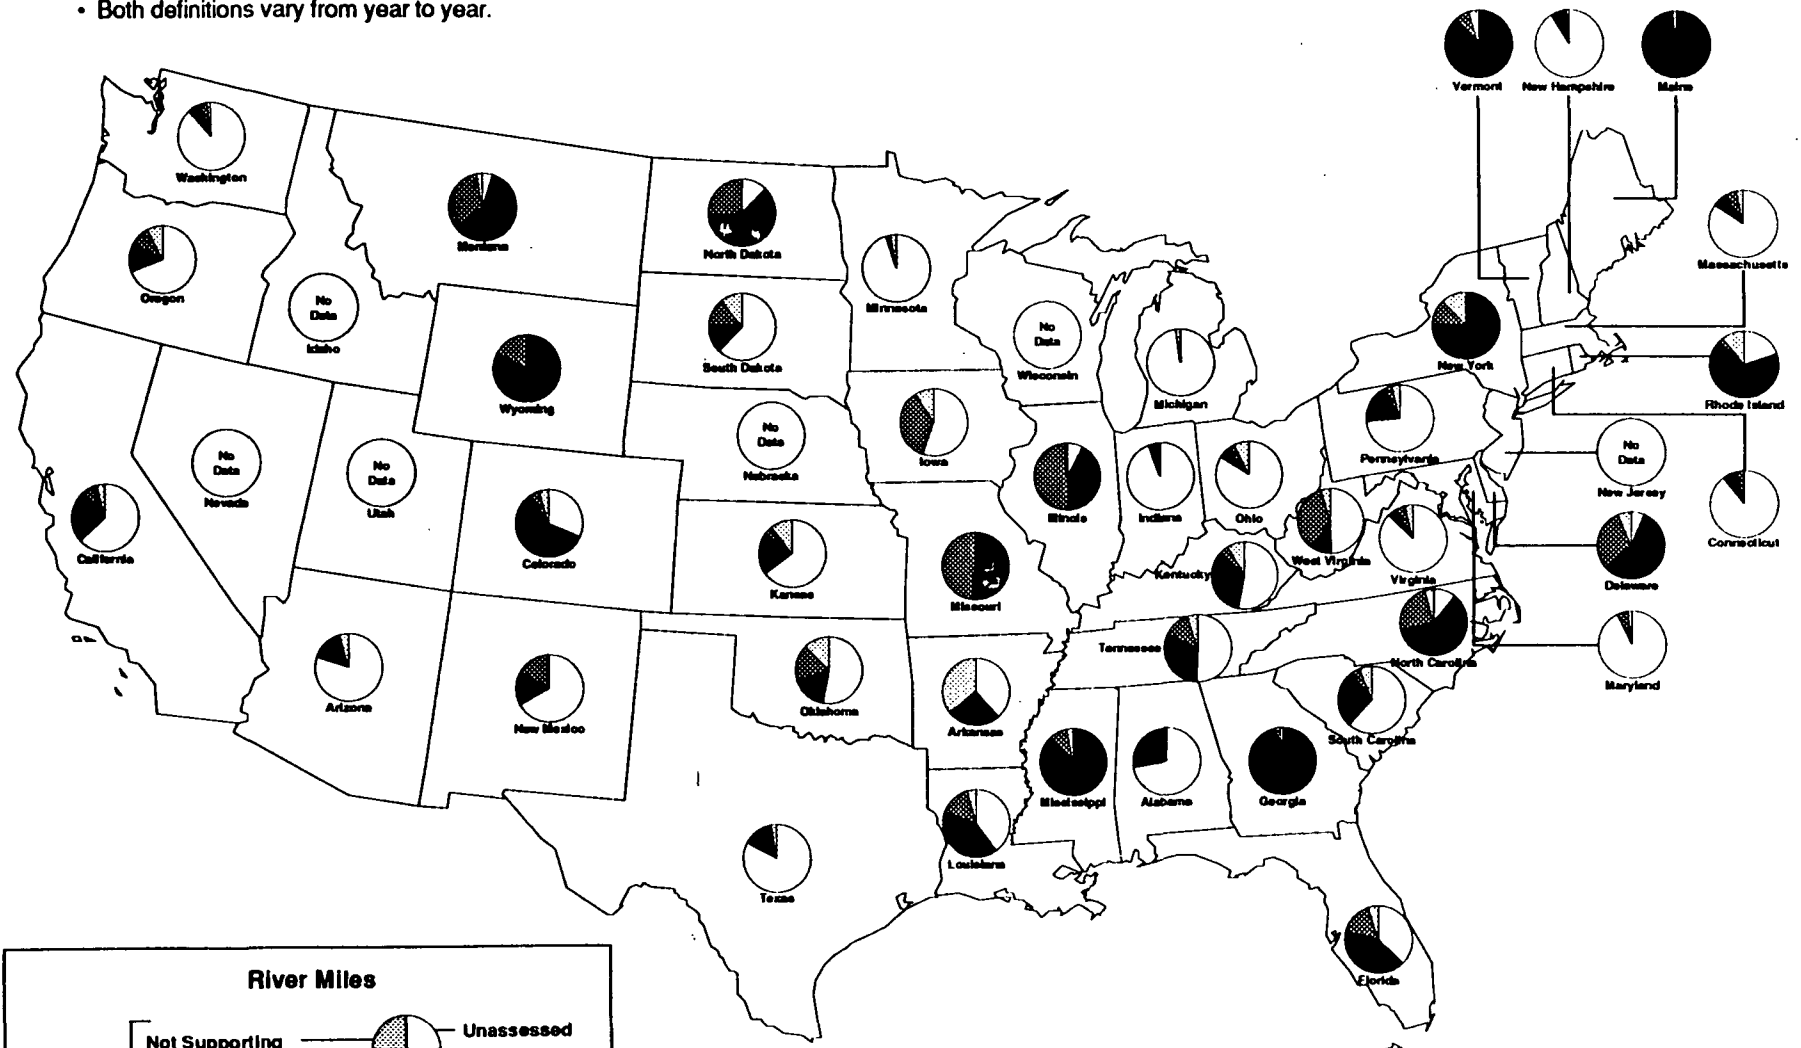 • Both definitions vary from year to year.
Vermont
New Hampshire
Maine
Washington
Montana
North Dakota
Minnesota
Massachusetts
Oregon
No
Data
Idaho
South Dakota
No
Data
Wisconsin
Michigan
New York
Rhode Island
Wyoming
No
Data
Nevada
No
Data
Utah
No
Data
Nebraska
Iowa
Illinois
Indiana
Ohio
Pennsylvania
No
Data
New Jersey
Connecticut
California
Colorado
Kansas
Missouri
Kentucky
West Virginia
Virginia
Delaware
Arizona
New Mexico
Oklahoma
Arkansas
Tennessee
North Carolina
Maryland
South Carolina
Mississippi
Alabama
Georgia
Texas
Louisiana
Florida
River Miles
Not Supporting
Unassessed